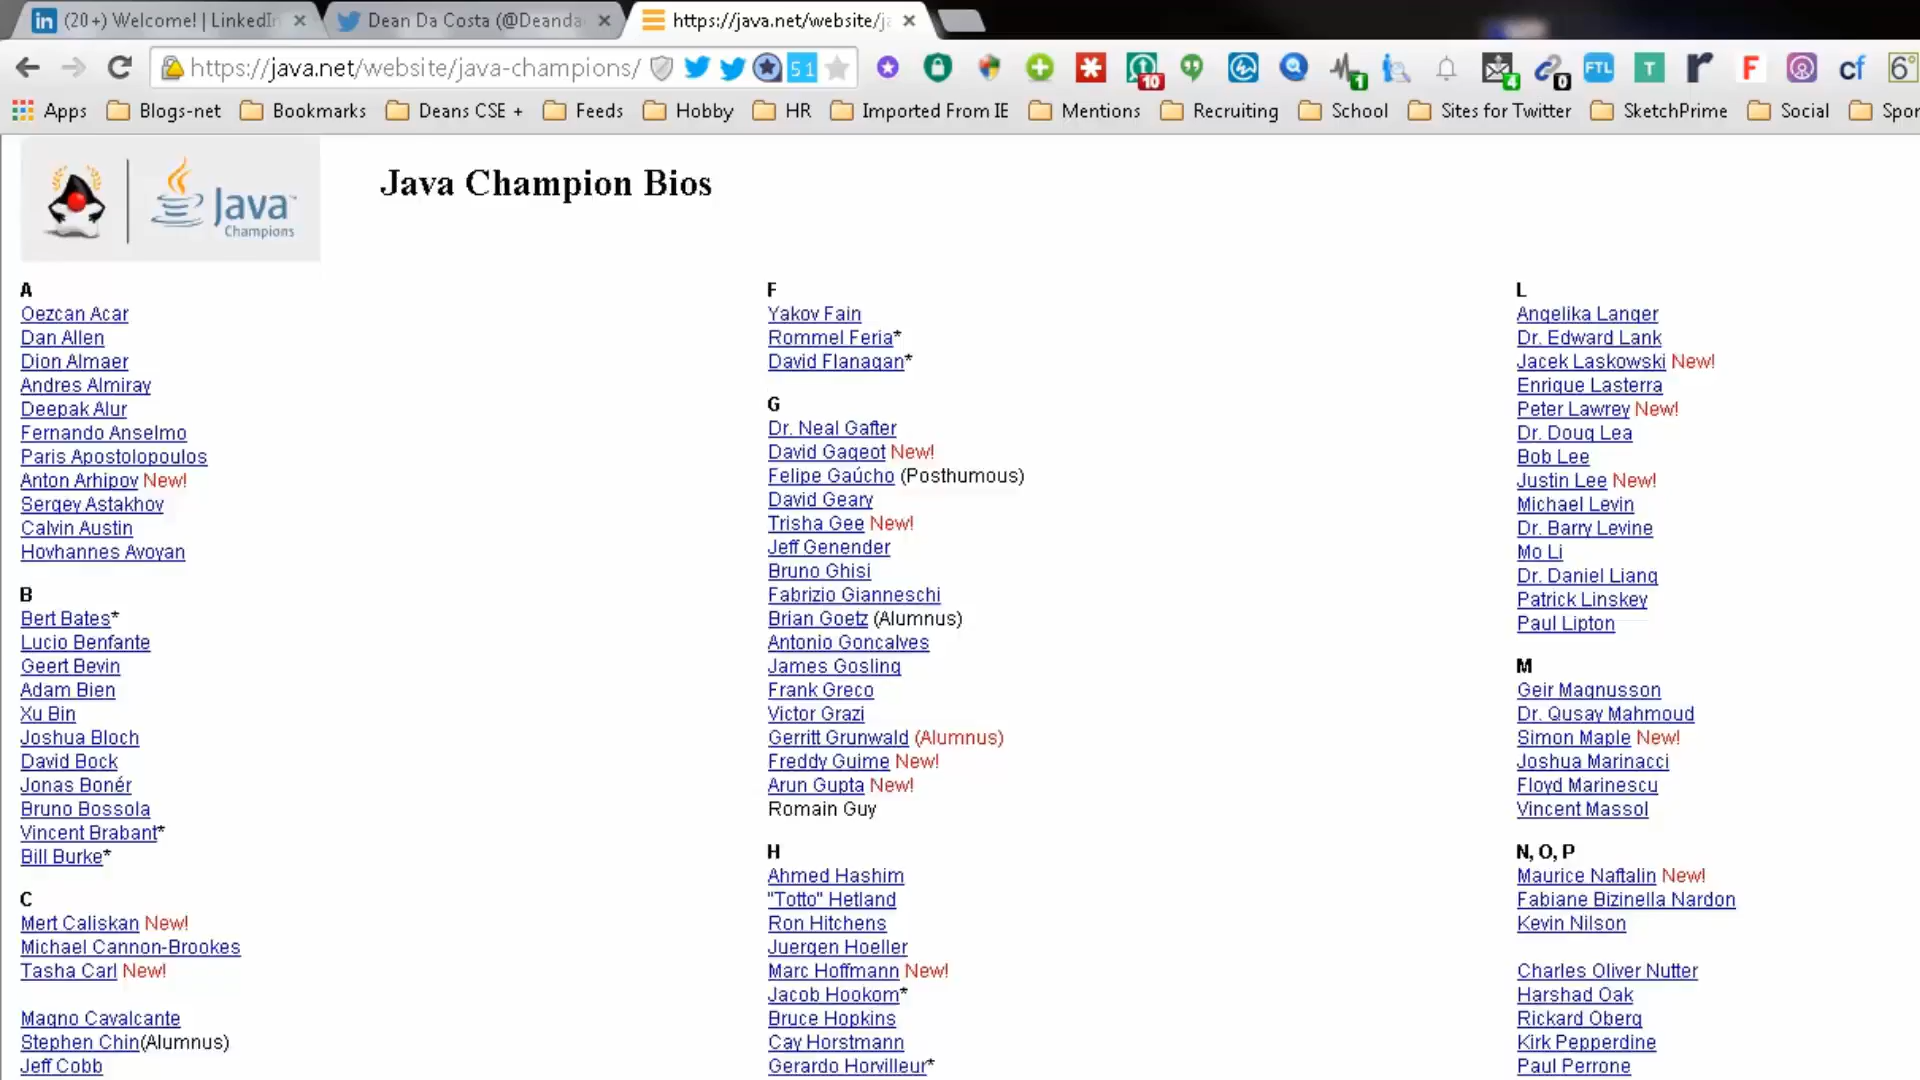 (20+) Welcome! | LinkedIn
Dean Da Costa (@Deanda
https://java.net/website/ja
https://java.net/website/java-champions/
51
10
1
4
0
FTL
T
r
F
cf
6°
Apps
Blogs-net
Bookmarks
Deans CSE +
Feeds
Hobby
HR
Imported From IE
Mentions
Recruiting
School
Sites for Twitter
SketchPrime
Social
Spor
Java™
Champions
Java Champion Bios
A
Oezcan Acar
Dan Allen
Dion Almaer
Andres Almiray
Deepak Alur
Fernando Anselmo
Paris Apostolopoulos
Anton Arhipov New!
Sergey Astakhov
Calvin Austin
Hovhannes Avoyan
B
Bert Bates*
Lucio Benfante
Geert Bevin
Adam Bien
Xu Bin
Joshua Bloch
David Bock
Jonas Bonér
Bruno Bossola
Vincent Brabant*
Bill Burke*
C
Mert Caliskan New!
Michael Cannon-Brookes
Tasha Carl New!
Magno Cavalcante
Stephen Chin(Alumnus)
Jeff Cobb
F
Yakov Fain
Rommel Feria*
David Flanagan*
G
Dr. Neal Gafter
David Gageot New!
Felipe Gaúcho (Posthumous)
David Geary
Trisha Gee New!
Jeff Genender
Bruno Ghisi
Fabrizio Gianneschi
Brian Goetz (Alumnus)
Antonio Goncalves
James Gosling
Frank Greco
Victor Grazi
Gerritt Grunwald (Alumnus)
Freddy Guime New!
Arun Gupta New!
Romain Guy
H
Ahmed Hashim
"Totto" Hetland
Ron Hitchens
Juergen Hoeller
Marc Hoffmann New!
Jacob Hookom*
Bruce Hopkins
Cay Horstmann
Gerardo Horvilleur*
L
Angelika Langer
Dr. Edward Lank
Jacek Laskowski New!
Enrique Lasterra
Peter Lawrey New!
Dr. Doug Lea
Bob Lee
Justin Lee New!
Michael Levin
Dr. Barry Levine
Mo Li
Dr. Daniel Liang
Patrick Linskey
Paul Lipton
M
Geir Magnusson
Dr. Qusay Mahmoud
Simon Maple New!
Joshua Marinacci
Floyd Marinescu
Vincent Massol
N, O, P
Maurice Naftalin New!
Fabiane Bizinella Nardon
Kevin Nilson
Charles Oliver Nutter
Harshad Oak
Rickard Oberg
Kirk Pepperdine
Paul Perrone